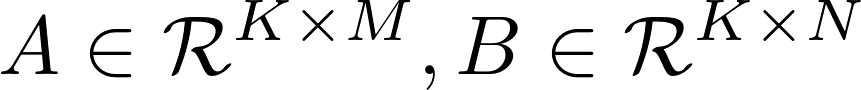 A ∈ ℛ^{K×M}, B ∈ ℛ^{K×N}